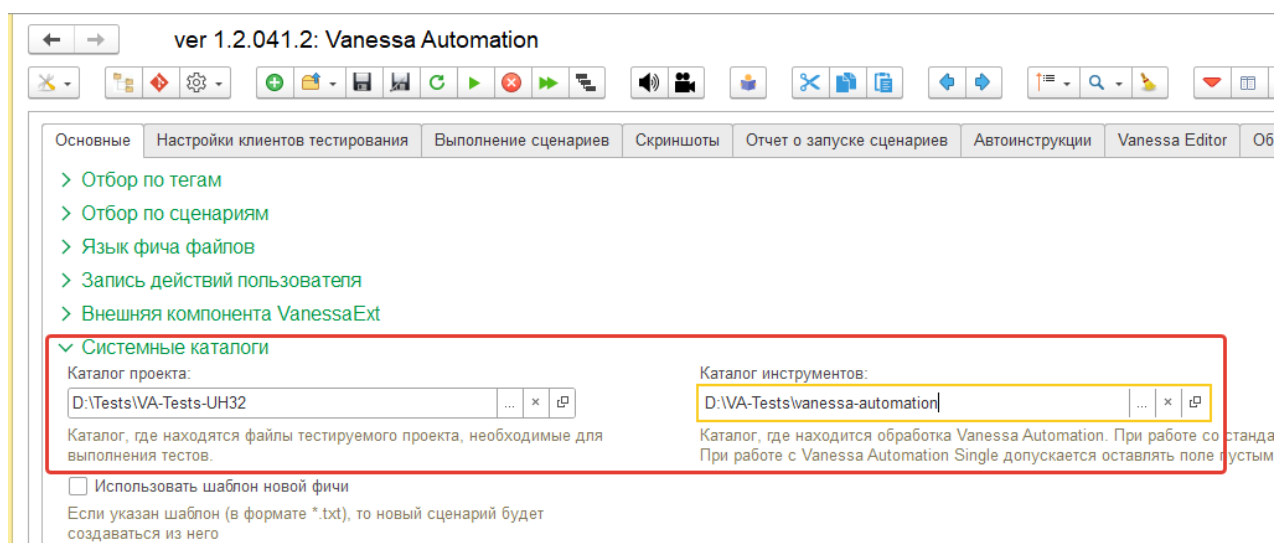 ver 1.2.041.2: Vanessa Automation
Основные Настройки клиентов тестирования Выполнение сценариев Скриншоты Отчет о запуске сценариев Автоинструкции Vanessa Editor Об
Отбор по тегам
Отбор по сценариям
Язык фича файлов
Запись действий пользователя
Внешняя компонента VanessaExt
Системные каталоги
Каталог проекта: Каталог инструментов:
D:\Tests\VA-Tests-UH32 ... × D:\VA-Tests\vanessa-automation ... ×
Каталог, где находятся файлы тестируемого проекта, необходимые для Каталог, где находится обработка Vanessa Automation. При работе со станда
выполнения тестов. При работе с Vanessa Automation Single допускается оставлять поле пустым
Использовать шаблон новой фичи
Если указан шаблон (в формате *.txt), то новый сценарий будет
создаваться из него